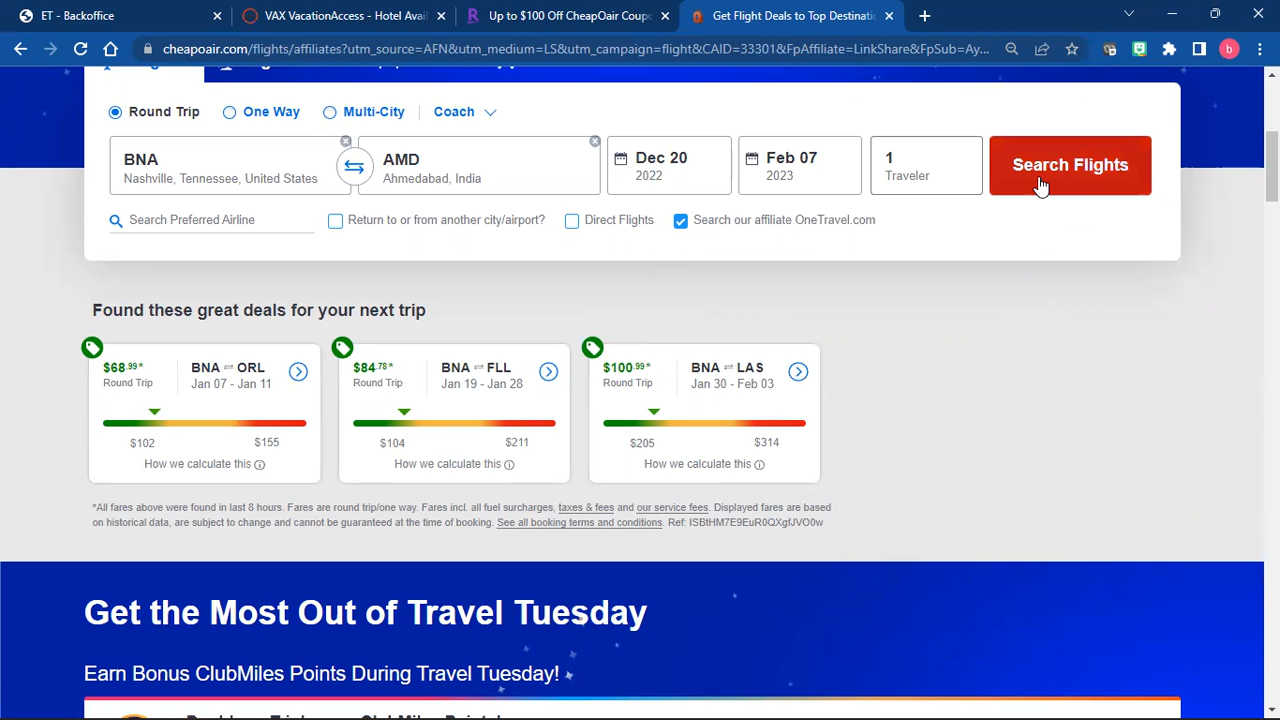 ET - Backoffice
VAX VacationAccess - Hotel Avai
Up to $100 Off CheapOair Coupo
Get Flight Deals to Top Destinati
cheapoair.com/flights/affiliates?utm_source=AFN&utm_medium=LS&utm_campaign=flight&CAID=33301&FpAffiliate=LinkShare&FpSub=Ay...
b
Round Trip One Way Multi-City Coach
BNA
Nashville, Tennessee, United States
AMD
Ahmedabad, India
Dec 20
2022
Feb 07
2023
1
Traveler
Search Flights
Search Preferred Airline Return to or from another city/airport? Direct Flights Search our affiliate OneTravel.com
Found these great deals for your next trip
$68.99*
Round Trip
BNA ⇌ ORL
Jan 07 - Jan 11
$102 $155
How we calculate this
$84.78*
Round Trip
BNA ⇌ FLL
Jan 19 - Jan 28
$104 $211
How we calculate this
$100.99*
Round Trip
BNA ⇌ LAS
Jan 30 - Feb 03
$205 $314
How we calculate this
*All fares above were found in last 8 hours. Fares are round trip/one way. Fares incl. all fuel surcharges, taxes & fees and our service fees. Displayed fares are based
on historical data, are subject to change and cannot be guaranteed at the time of booking. See all booking terms and conditions. Ref: ISBtHM7E9EuR0QXgfJVO0w
Get the Most Out of Travel Tuesday
Earn Bonus ClubMiles Points During Travel Tuesday!